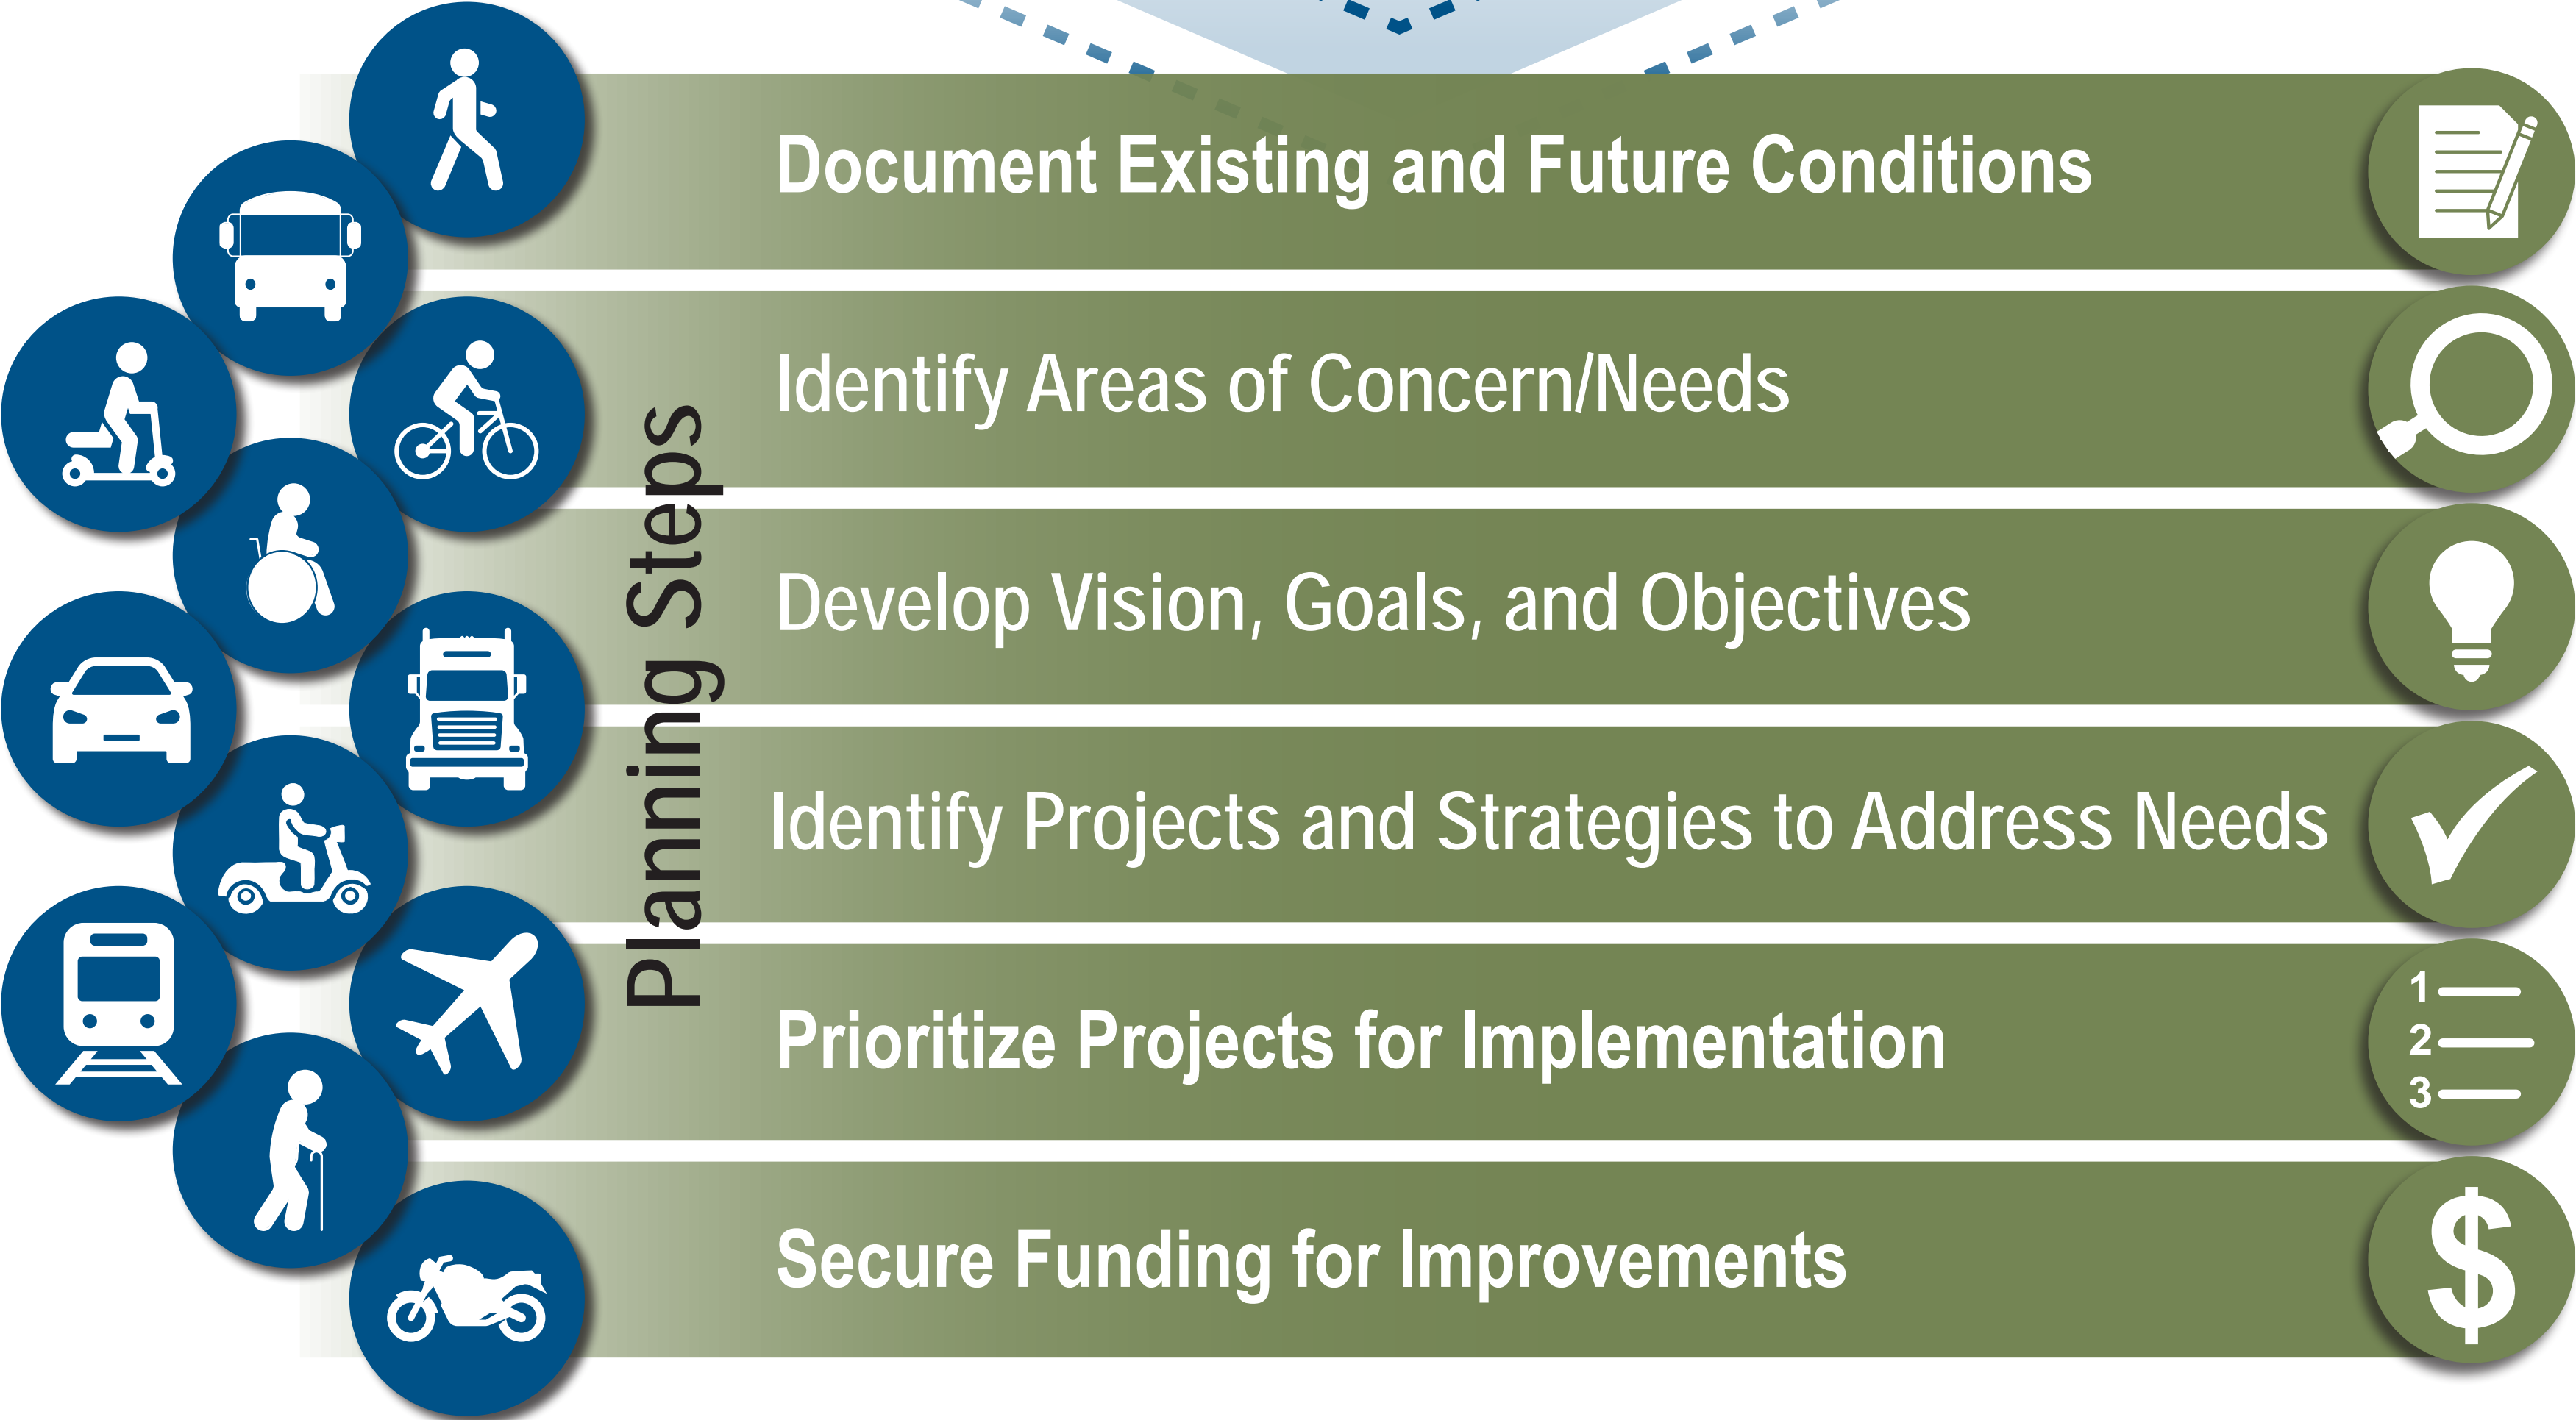 Planning Steps
Document Existing and Future Conditions
Identify Areas of Concern/Needs
Develop Vision, Goals, and Objectives
Identify Projects and Strategies to Address Needs
Prioritize Projects for Implementation
1
2
3
Secure Funding for Improvements
$